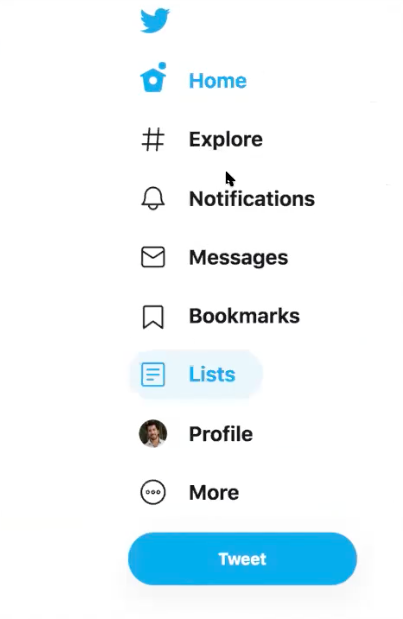 Home
Explore
Notifications
Messages
Bookmarks
Lists
Profile
More
Tweet